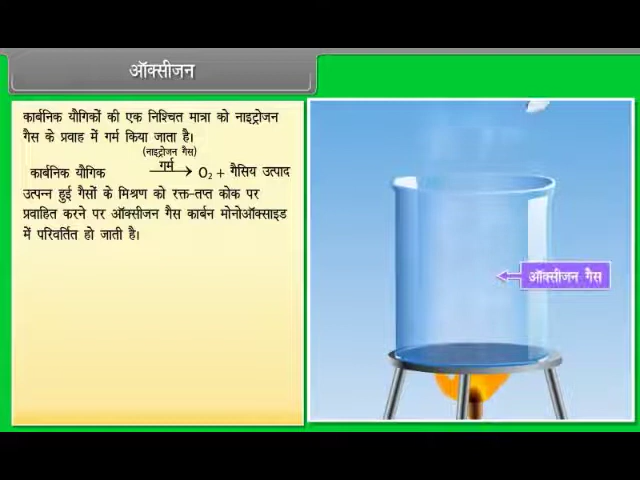 ऑक्सीजन
कार्बनिक यौगिकों की एक निश्चित मात्रा को नाइट्रोजन
गैस के प्रवाह में गर्म किया जाता है।
(नाइट्रोजन गैस)
कार्बनिक यौगिक गर्म⟶ O₂ + गैसिय उत्पाद
उत्पन्न हुई गैसों के मिश्रण को रक्त-तप्त कोक पर
प्रवाहित करने पर ऑक्सीजन गैस कार्बन मोनोऑक्साइड
में परिवर्तित हो जाती है।
ऑक्सीजन गैस